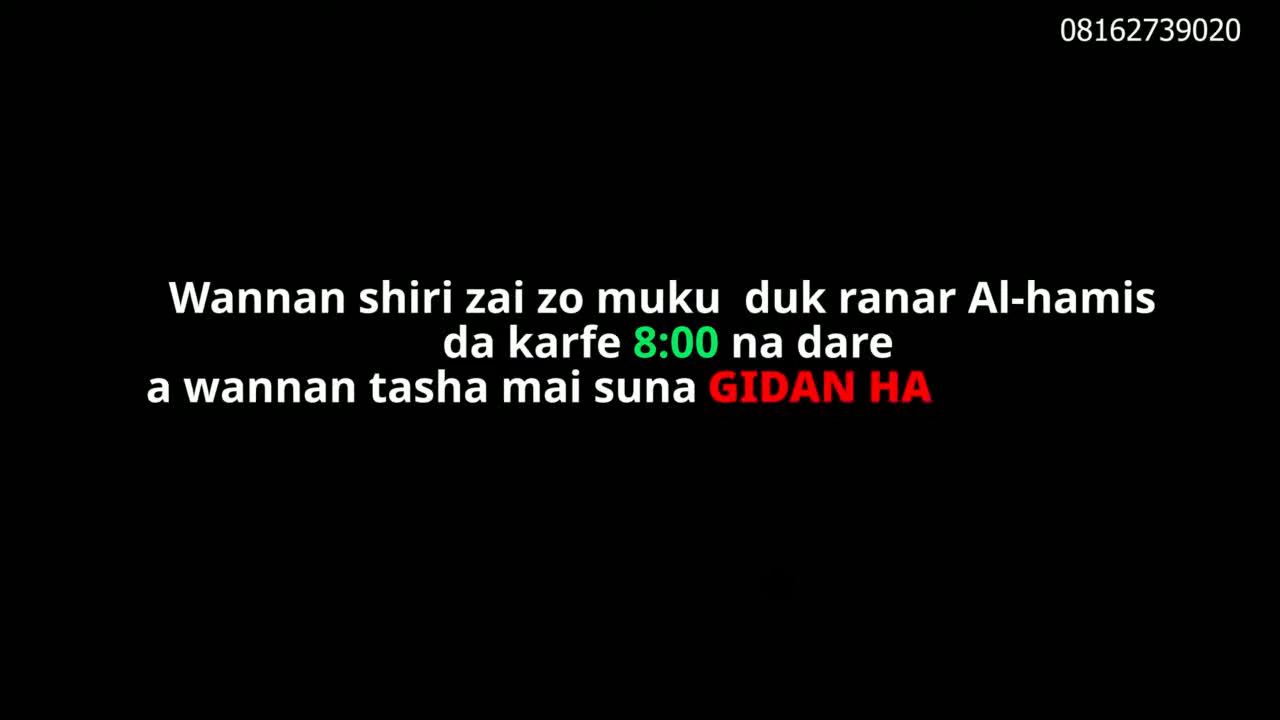 08162739020
Wannan shiri zai zo muku duk ranar Al-hamis
da karfe 8:00 na dare
a wannan tasha mai suna GIDAN HA